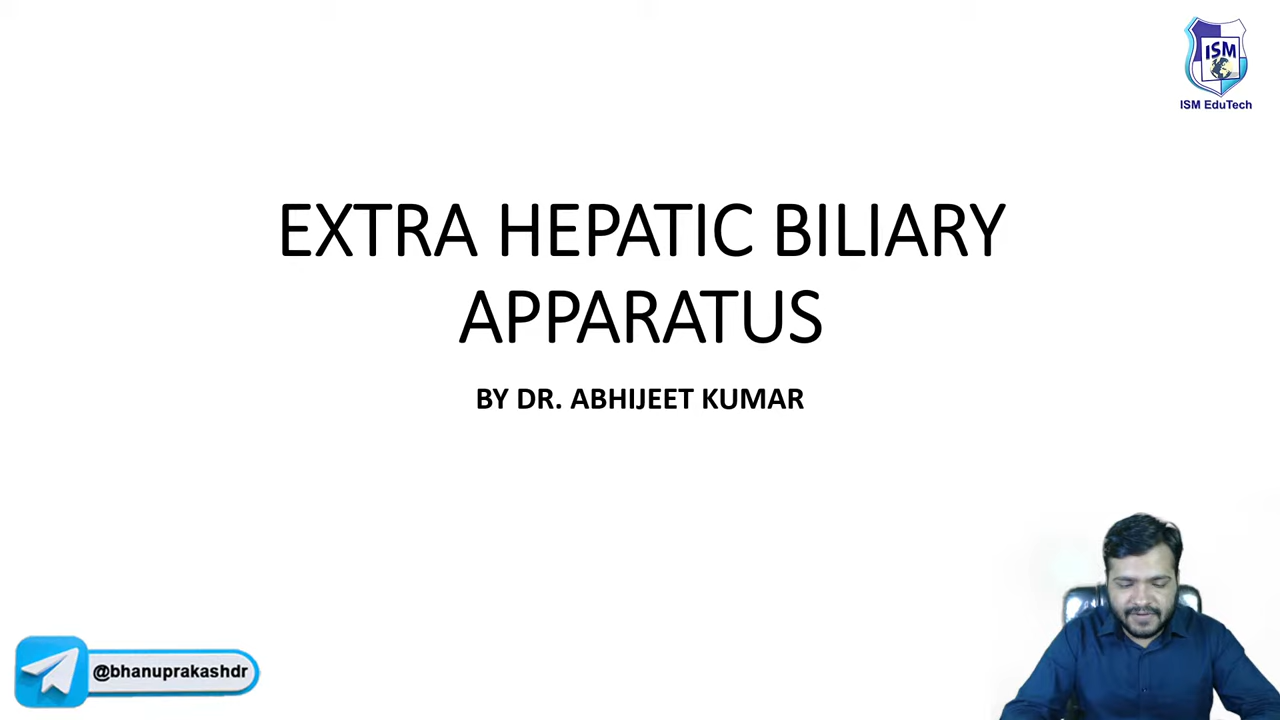 ISM
ISM EduTech
EXTRA HEPATIC BILIARY
APPARATUS
BY DR. ABHIJEET KUMAR
@bhanuprakashdr